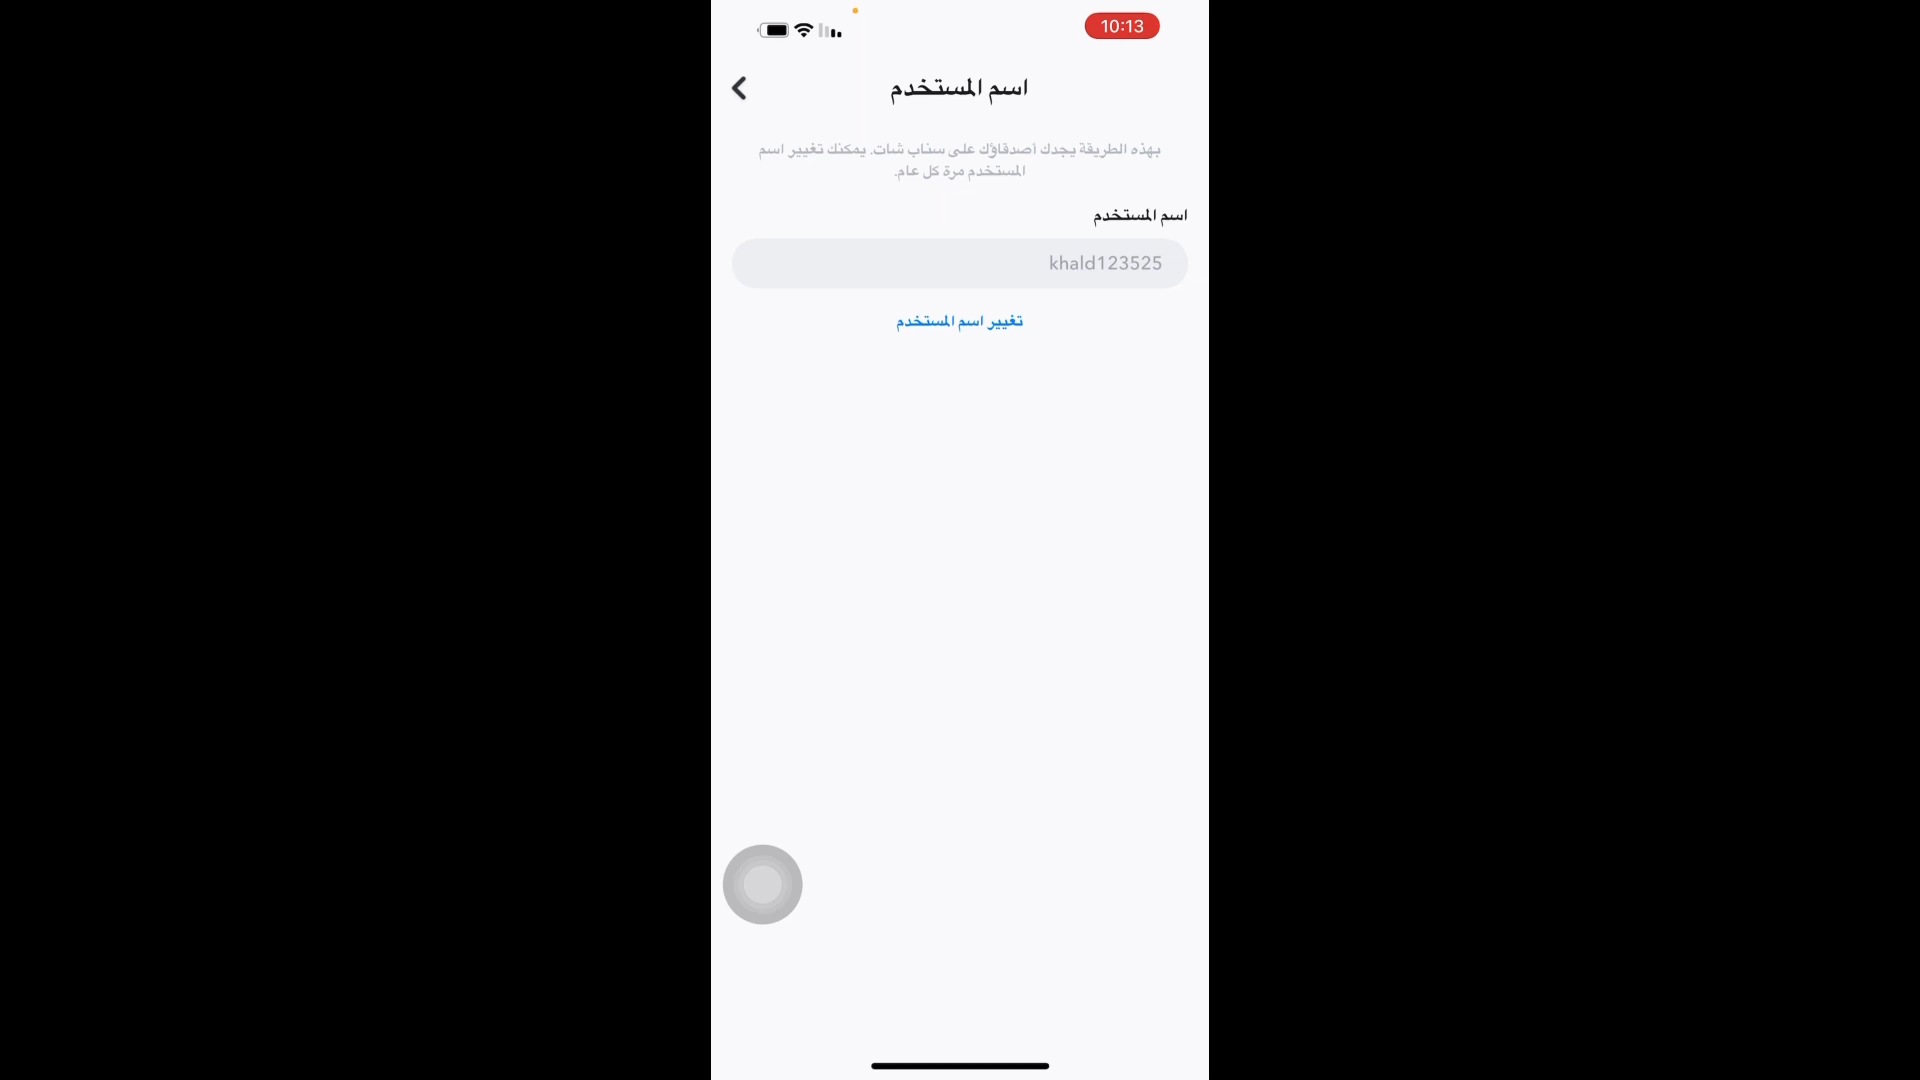 10:13
اسم المستخدم
بهذه الطريقة يجدك أصدقاؤك على سناب شات. يمكنك تغيير اسم
المستخدم مرة كل عام.
اسم المستخدم
khald123525
تغيير اسم المستخدم